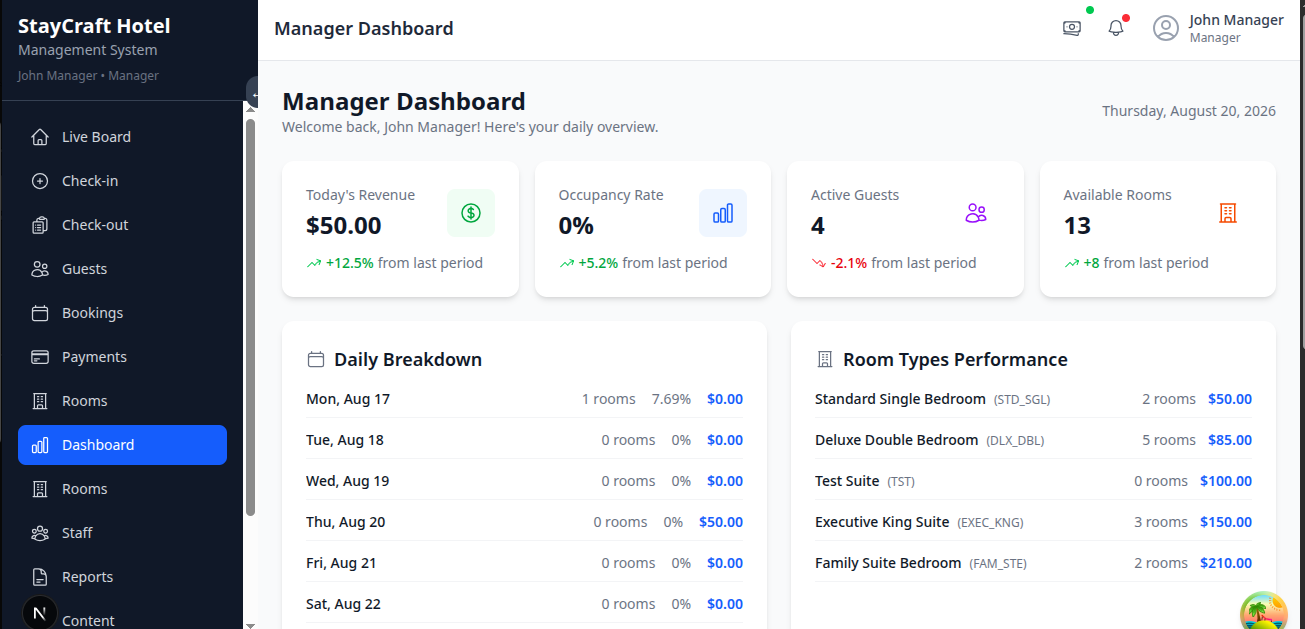 StayCraft Hotel
Management System
John Manager • Manager
Live Board
Check-in
Check-out
Guests
Bookings
Payments
Rooms
Dashboard
Rooms
Staff
Reports
N
Content
Manager Dashboard
John Manager
Manager
Manager Dashboard
Welcome back, John Manager! Here's your daily overview.
Thursday, August 20, 2026
Today's Revenue
$50.00
+12.5% from last period
Occupancy Rate
0%
+5.2% from last period
Active Guests
4
-2.1% from last period
Available Rooms
13
+8 from last period
Daily Breakdown
Mon, Aug 17 1 rooms 7.69% $0.00
Tue, Aug 18 0 rooms 0% $0.00
Wed, Aug 19 0 rooms 0% $0.00
Thu, Aug 20 0 rooms 0% $50.00
Fri, Aug 21 0 rooms 0% $0.00
Sat, Aug 22 0 rooms 0% $0.00
Room Types Performance
Standard Single Bedroom (STD_SGL) 2 rooms $50.00
Deluxe Double Bedroom (DLX_DBL) 5 rooms $85.00
Test Suite (TST) 0 rooms $100.00
Executive King Suite (EXEC_KNG) 3 rooms $150.00
Family Suite Bedroom (FAM_STE) 2 rooms $210.00